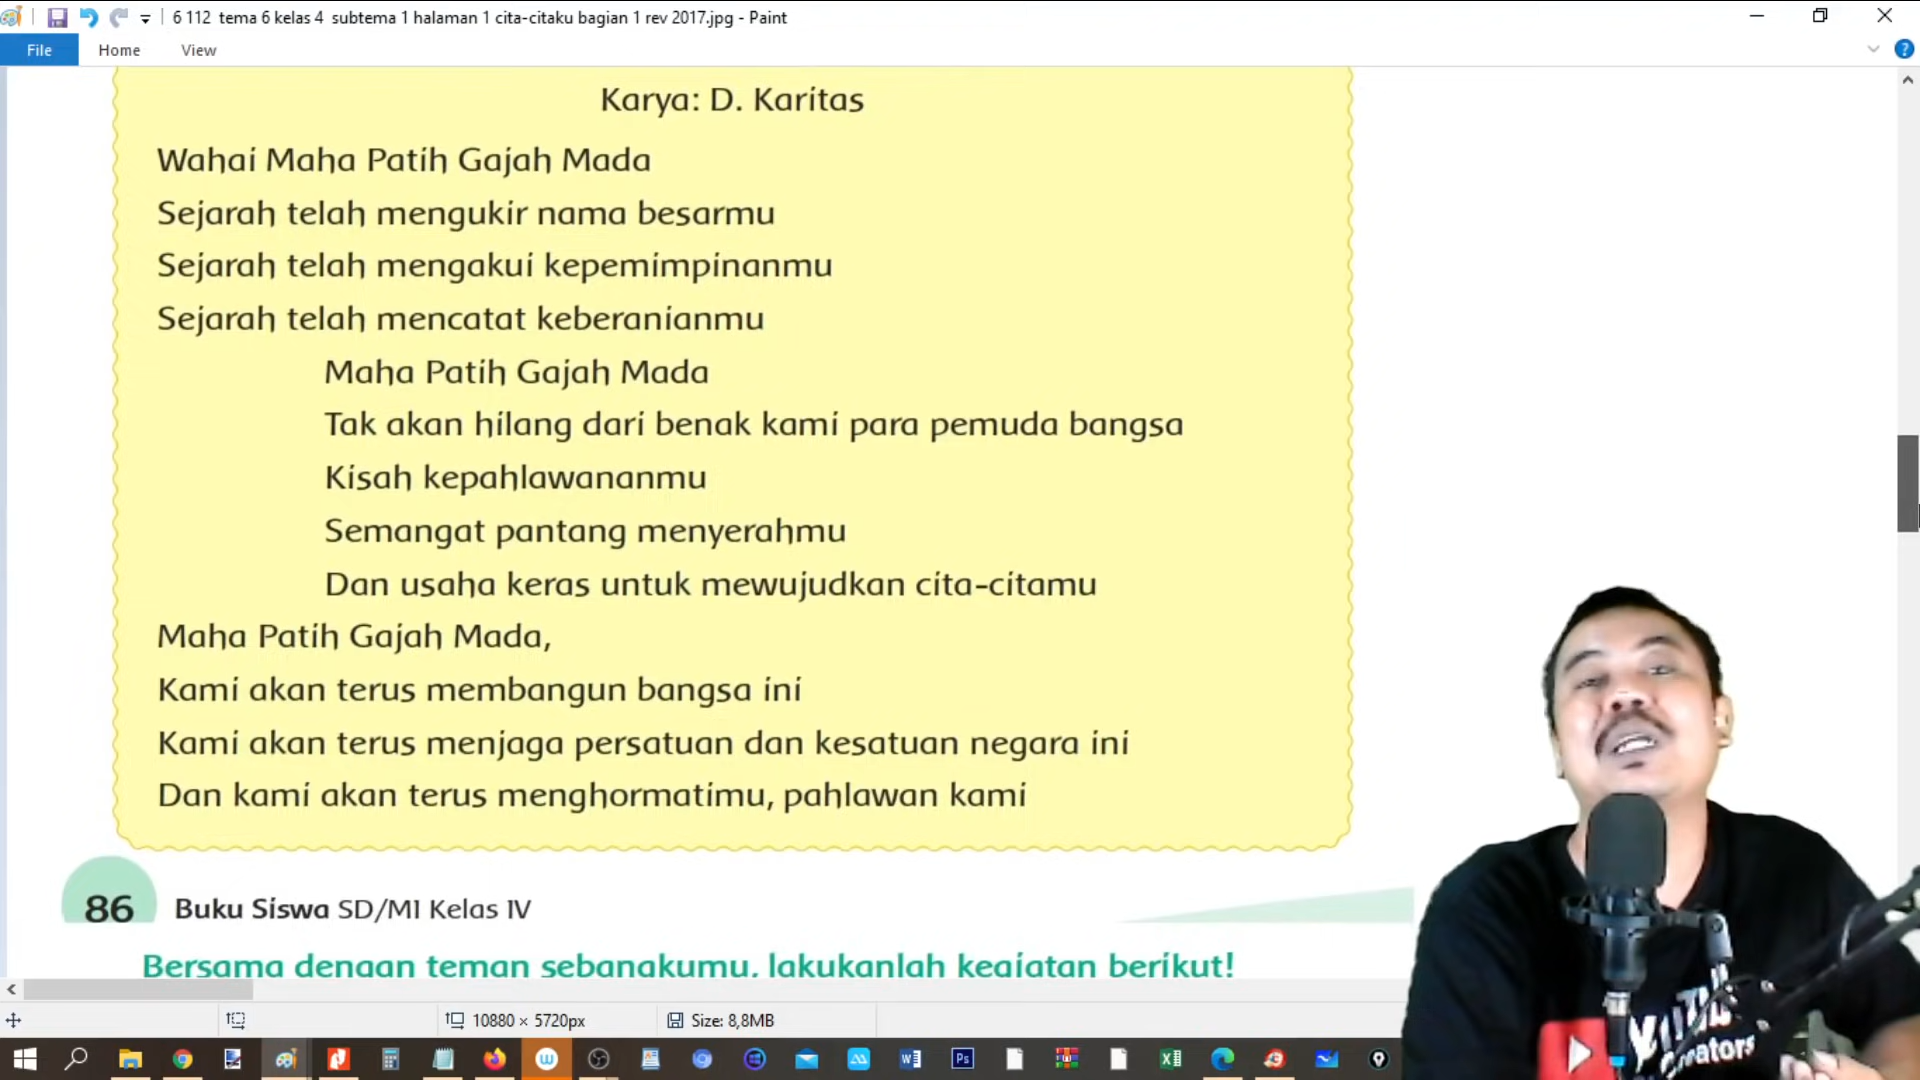 6 112 tema 6 kelas 4 subtema 1 halaman 1 cita-citaku bagian 1 rev 2017.jpg - Paint
File Home View
Karya: D. Karitas
Wahai Maha Patih Gajah Mada
Sejarah telah mengukir nama besarmu
Sejarah telah mengakui kepemimpinanmu
Sejarah telah mencatat keberanianmu
Maha Patih Gajah Mada
Tak akan hilang dari benak kami para pemuda bangsa
Kisah kepahlawananmu
Semangat pantang menyerahmu
Dan usaha keras untuk mewujudkan cita-citamu
Maha Patih Gajah Mada,
Kami akan terus membangun bangsa ini
Kami akan terus menjaga persatuan dan kesatuan negara ini
Dan kami akan terus menghormatimu, pahlawan kami
86 Buku Siswa SD/MI Kelas IV
Bersama dengan teman sebangkumu, lakukanlah kegiatan berikut!
10880 × 5720px Size: 8,8MB